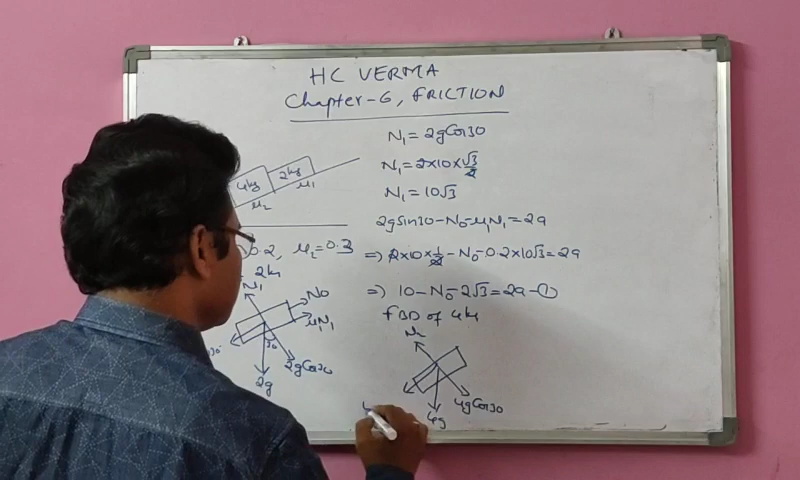 HC VERMA
Chapter-6, FRICTION
4kg 2kg μ1
μ2
0.2, μ2=0.3
2kg
N1
N0
μ1N1
30
2gCos30
2g
N1=2gCos30
N1=2×10×√3/2
N1=10√3
2gsin30-N0-μ1N1=2a
=) 2×10×1/2-N0-0.2×10√3=2a
=) 10-N0-2√3=2a-①
FBD of 4kg
4gCos30
4g